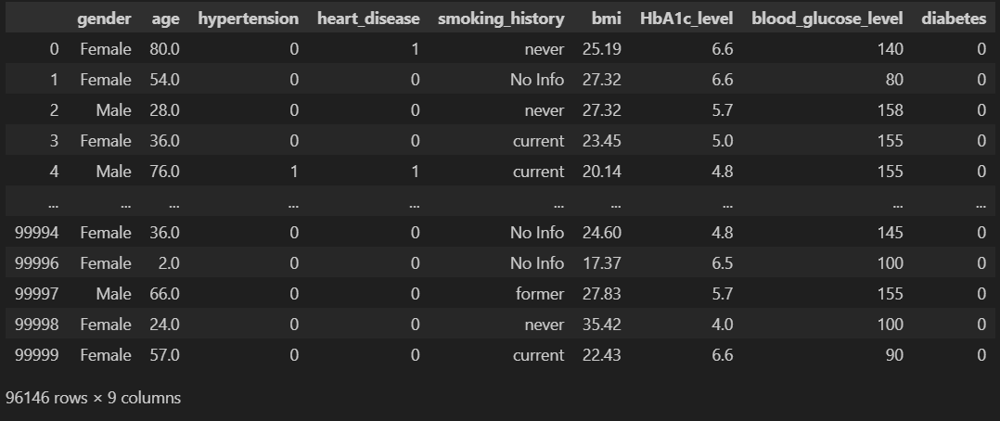 gender age hypertension heart_disease smoking_history bmi HbA1c_level blood_glucose_level diabetes
0 Female 80.0 0 1 never 25.19 6.6 140 0
1 Female 54.0 0 0 No Info 27.32 6.6 80 0
2 Male 28.0 0 0 never 27.32 5.7 158 0
3 Female 36.0 0 0 current 23.45 5.0 155 0
4 Male 76.0 1 1 current 20.14 4.8 155 0
... ... ... ... ... ... ... ... ... ...
99994 Female 36.0 0 0 No Info 24.60 4.8 145 0
99996 Female 2.0 0 0 No Info 17.37 6.5 100 0
99997 Male 66.0 0 0 former 27.83 5.7 155 0
99998 Female 24.0 0 0 never 35.42 4.0 100 0
99999 Female 57.0 0 0 current 22.43 6.6 90 0
96146 rows × 9 columns